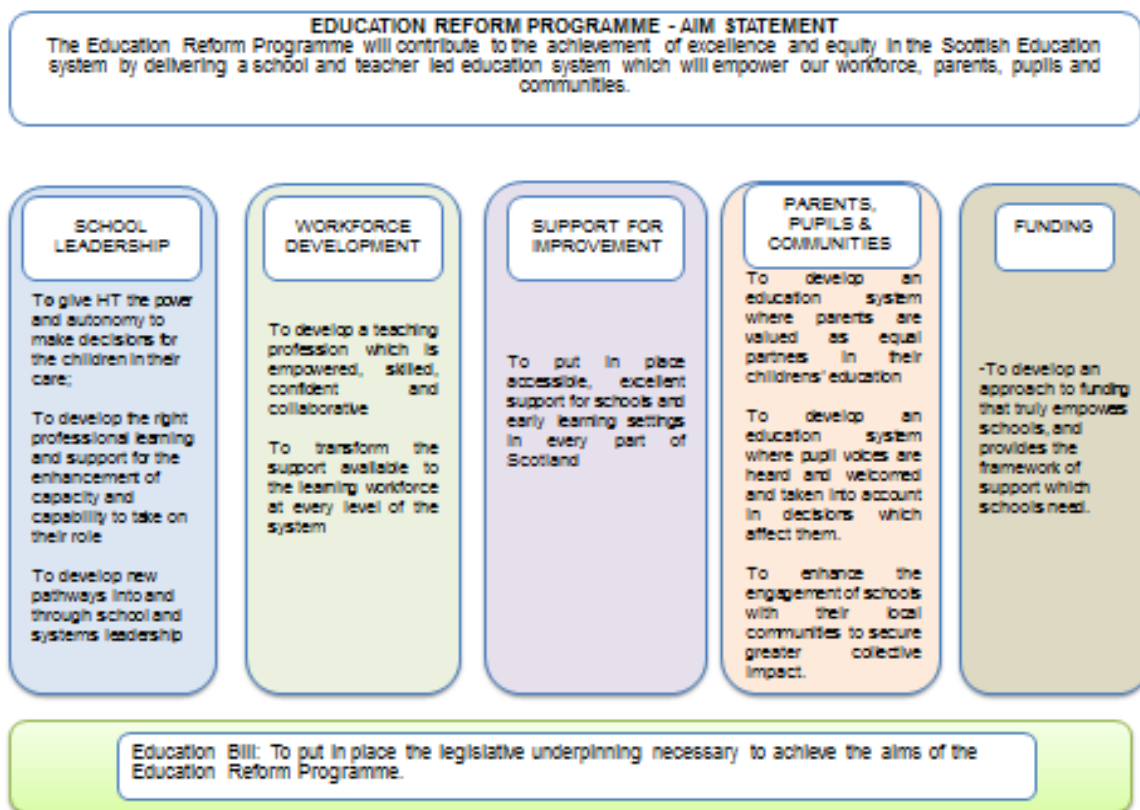 EDUCATION REFORM PROGRAMME - AIM STATEMENT
The Education Reform Programme will contribute to the achievement of excellence and equity in the Scottish Education
system by delivering a school and teacher led education system which will empower our workforce, parents, pupils and
communities.
SCHOOL
LEADERSHIP
To give HT the power
and autonomy to
make decisions for
the children in their
care;
To develop the right
professional learning
and support for the
enhancement of
capacity and
capability to take on
their role
To develop new
pathways into and
through school and
systems leadership
WORKFORCE
DEVELOPMENT
To develop a teaching
profession which is
empowered, skilled,
confident and
collaborative
To transform the
support available to
the learning workforce
at every level of the
system
SUPPORT FOR
IMPROVEMENT
To put in place
accessible, excellent
support for schools and
early learning settings
in every part of
Scotland
PARENTS,
PUPILS &
COMMUNITIES
To develop an
education system
where parents are
valued as equal
partners in their
childrens' education
To develop an
education system
where pupil voices are
heard and welcomed
and taken into account
in decisions which
affect them.
To enhance the
engagement of schools
with their local
communities to secure
greater collective
impact.
FUNDING
-To develop an
approach to funding
that truly empowers
schools, and
provides the
framework of
support which
schools need.
Education Bill: To put in place the legislative underpinning necessary to achieve the aims of the
Education Reform Programme.